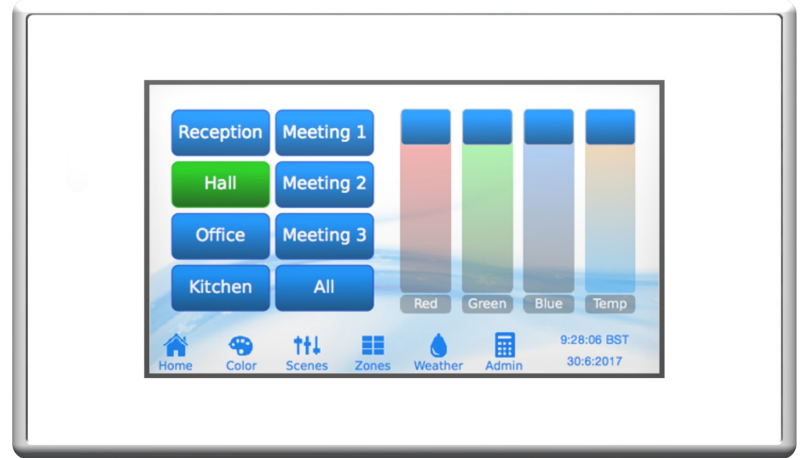 Reception Meeting 1
Hall Meeting 2
Office Meeting 3
Kitchen All
Red Green Blue Temp
Home Color Scenes Zones Weather Admin
9:28:06 BST
30:6:2017